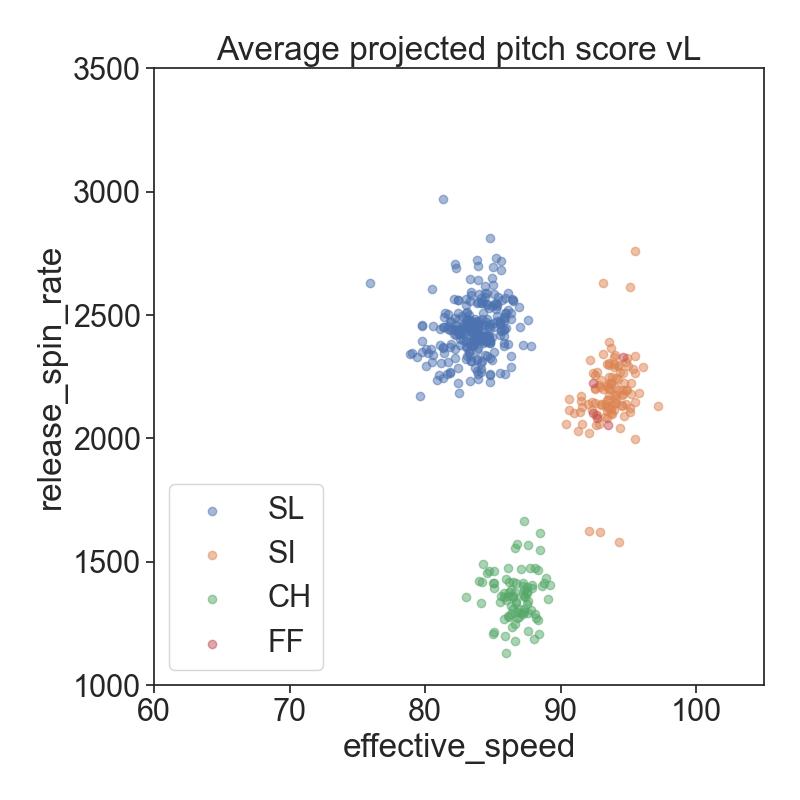 Average projected pitch score vL
release_spin_rate
3500
3000
2500
2000
1500
1000
SL
SI
CH
FF
60
70
80
90
100
effective_speed